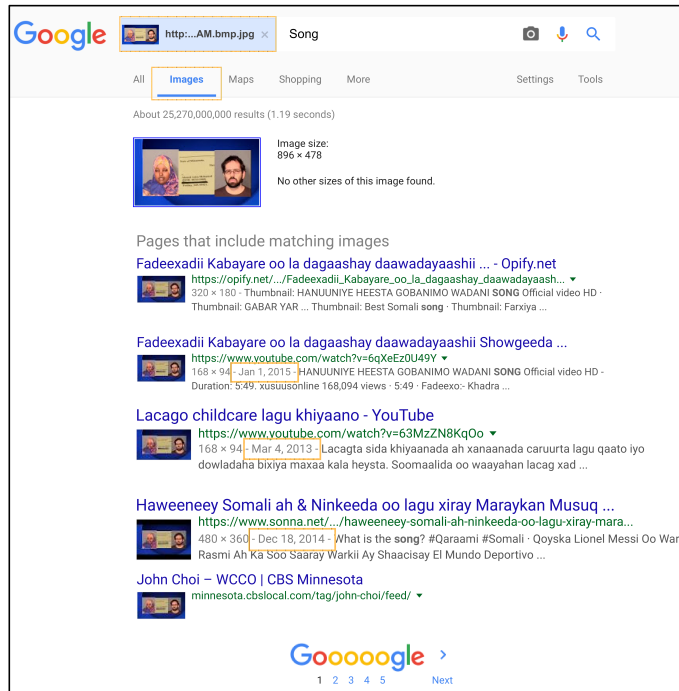 Google http:...AM.bmp.jpg × Song
All Images Maps Shopping More Settings Tools
About 25,270,000,000 results (1.19 seconds)
Image size:
896 × 478
No other sizes of this image found.
Pages that include matching images
Fadeexadii Kabayare oo la dagaashay daawadayaashii ... - Opify.net
https://opify.net/.../Fadeexadii_Kabayare_oo_la_dagaashay_daawadayaash...
320 × 180 - Thumbnail: HANUUNIYE HEESTA GOBANIMO WADANI SONG Official video HD ·
Thumbnail: GABAR YAR ... Thumbnail: Best Somali song · Thumbnail: Farxiya ...
Fadeexadii Kabayare oo la dagaashay daawadayaashii Showgeeda ...
https://www.youtube.com/watch?v=6qXeEz0U49Y
168 × 94 - Jan 1, 2015 - HANUUNIYE HEESTA GOBANIMO WADANI SONG Official video HD -
Duration: 5:49. xusuusonline 168,094 views · 5:49 · Fadeexo:- Khadra ...
Lacago childcare lagu khiyaano - YouTube
https://www.youtube.com/watch?v=63MzZN8KqOo
168 × 94 - Mar 4, 2013 - Lacagta sida khiyaanada ah xanaanada caruurta lagu qaato iyo
dowladaha bixiya maxaa kala heysta. Soomaalida oo waayahan lacag xad ...
Haweeneey Somali ah & Ninkeeda oo lagu xiray Maraykan Musuq ...
https://www.sonna.net/.../haweeneey-somali-ah-ninkeeda-oo-lagu-xiray-mara...
480 × 360 - Dec 18, 2014 - What is the song? #Qaraami #Somali · Qoyska Lionel Messi Oo War
Rasmi Ah Ka Soo Saaray Warkii Ay Shaacisay El Mundo Deportivo ...
John Choi – WCCO | CBS Minnesota
minnesota.cbslocal.com/tag/john-choi/feed/
Gooooogle
1 2 3 4 5 Next